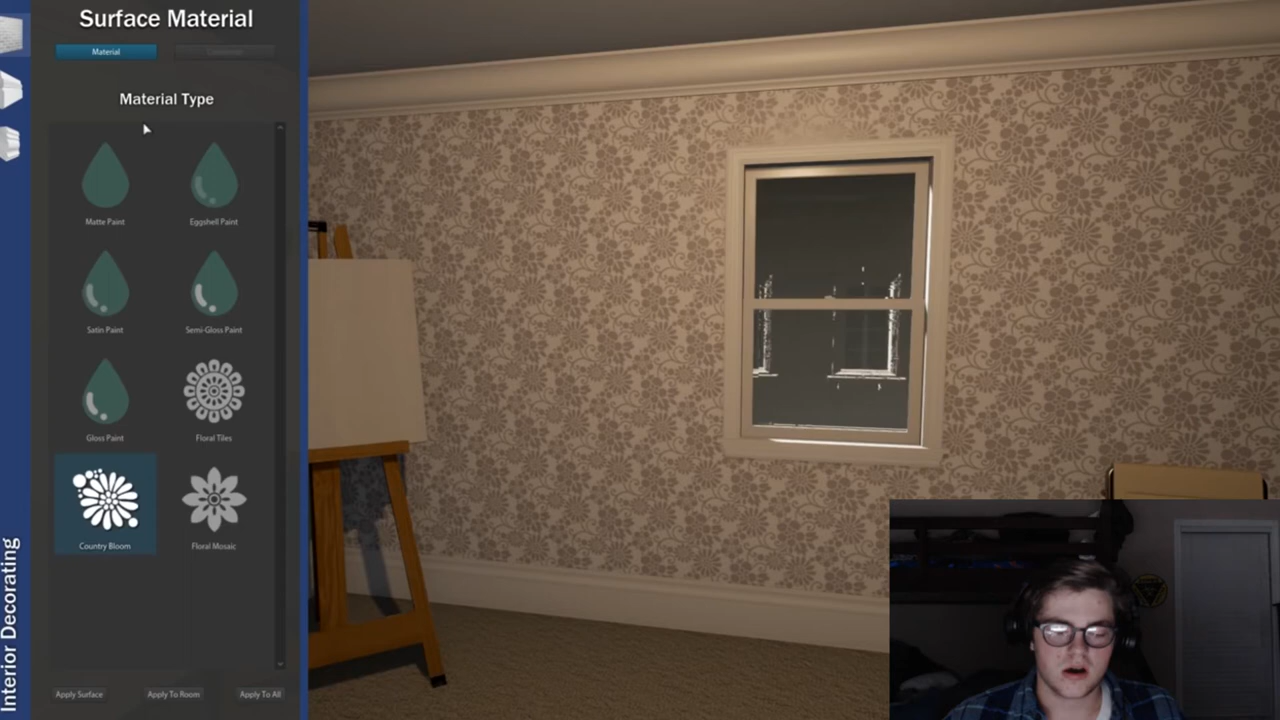 Surface Material
Material
Material Type
Matte Paint
Eggshell Paint
Satin Paint
Semi-Gloss Paint
Gloss Paint
Floral Tiles
Country Bloom
Floral Mosaic
Apply Surface
Apply To Room
Apply To All
Interior Decorating